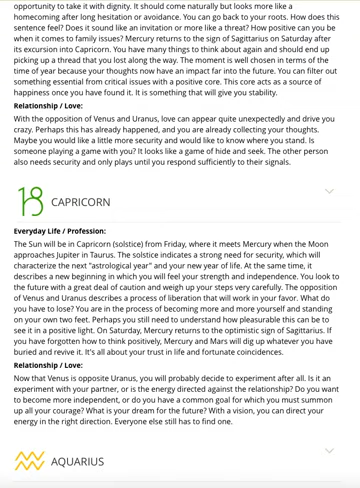 opportunity to take it with dignity. It should come naturally but looks more like a
homecoming after long hesitation or avoidance. You can go back to your roots. How does this
sentence feel? Does it sound like an invitation or more like a threat? How positive can you be
when it comes to family issues? Mercury returns to the sign of Sagittarius on Saturday after
its excursion into Capricorn. You have many things to think about again and should end up
picking up a thread that you lost along the way. The moment is well chosen in terms of the
time of year because your thoughts now have an impact far into the future. You can filter out
something essential from critical issues with a positive core. This core acts as a source of
happiness once you have found it. It is something that will give you stability.
Relationship / Love:
With the opposition of Venus and Uranus, love can appear quite unexpectedly and drive you
crazy. Perhaps this has already happened, and you are already collecting your thoughts.
Maybe you would like a little more security and would like to know where you stand. Is
someone playing a game with you? It looks like a game of hide and seek. The other person
also needs security and only plays until you respond sufficiently to their signals.
CAPRICORN
Everyday Life / Profession:
The Sun will be in Capricorn (solstice) from Friday, where it meets Mercury when the Moon
approaches Jupiter in Taurus. The solstice indicates a strong need for security, which will
characterize the next "astrological year" and your new year of life. At the same time, it
describes a new beginning in which you will feel your strength and independence. You look to
the future with a great deal of caution and weigh up your steps very carefully. The opposition
of Venus and Uranus describes a process of liberation that will work in your favor. What do
you have to lose? You are in the process of becoming more and more yourself and standing
on your own two feet. Perhaps you still need to understand how pleasurable this can be to
see it in a positive light. On Saturday, Mercury returns to the optimistic sign of Sagittarius. If
you have forgotten how to think positively, Mercury and Mars will dig up whatever you have
buried and revive it. It's all about your trust in life and fortunate coincidences.
Relationship / Love:
Now that Venus is opposite Uranus, you will probably decide to experiment after all. Is it an
experiment with your partner, or is the energy directed against the relationship? Do you want
to become more independent, or do you have a common goal for which you must summon
up all your courage? What is your dream for the future? With a vision, you can direct your
energy in the right direction. Everyone else still has to find one.
AQUARIUS